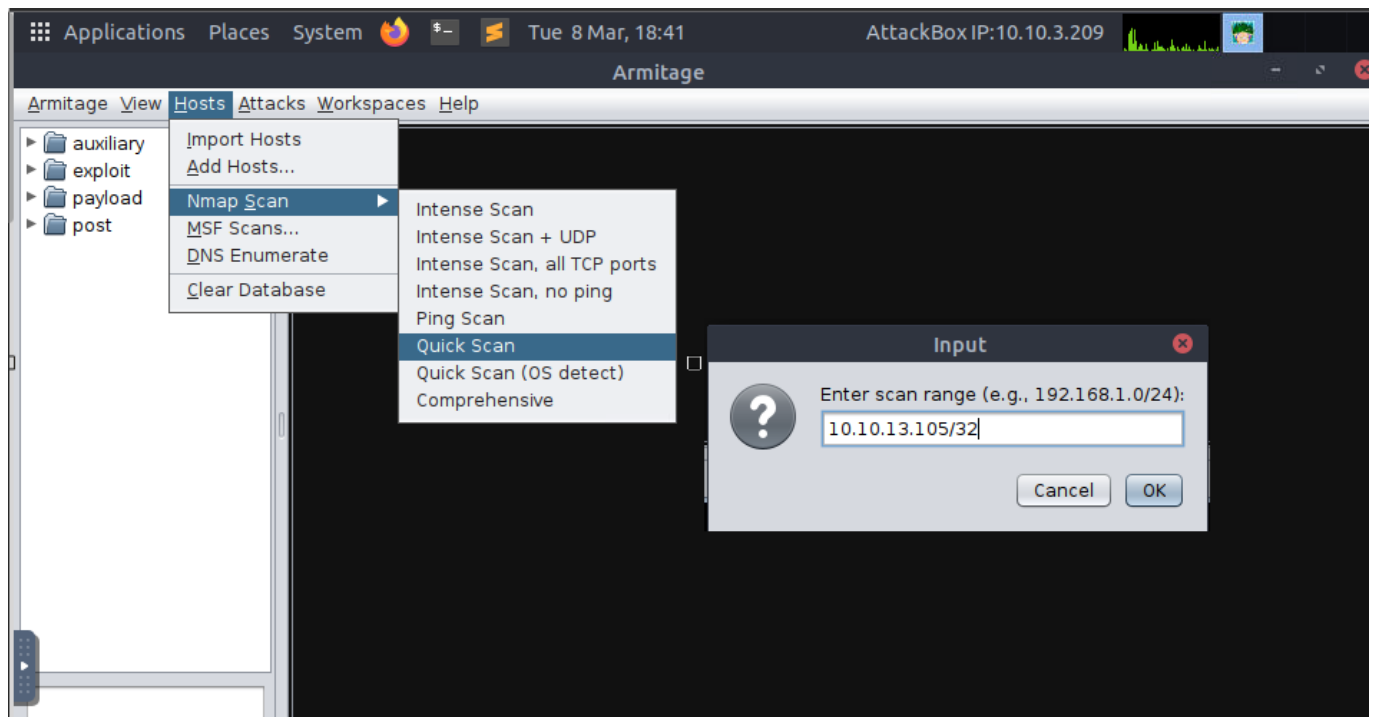 Applications Places System Tue 8 Mar, 18:41 AttackBox IP:10.10.3.209
Armitage
Armitage View Hosts Attacks Workspaces Help
auxiliary
exploit
payload
post
Import Hosts
Add Hosts...
Nmap Scan
MSF Scans...
DNS Enumerate
Clear Database
Intense Scan
Intense Scan + UDP
Intense Scan, all TCP ports
Intense Scan, no ping
Ping Scan
Quick Scan
Quick Scan (OS detect)
Comprehensive
Input
Enter scan range (e.g., 192.168.1.0/24):
10.10.13.105/32
Cancel OK